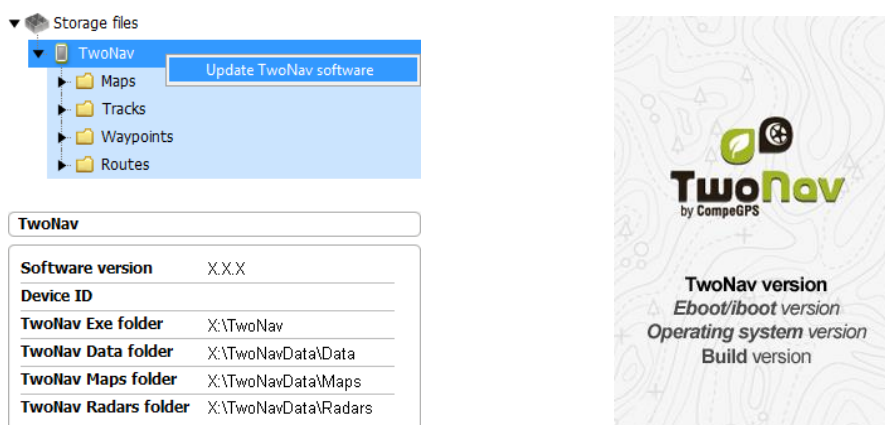 Storage files
TwoNav
Update TwoNav software
Maps
Tracks
Waypoints
Routes
TwoNav
Software version X.X.X
Device ID
TwoNav Exe folder X:\TwoNav
TwoNav Data folder X:\TwoNavData\Data
TwoNav Maps folder X:\TwoNavData\Maps
TwoNav Radars folder X:\TwoNavData\Radars
TwoNav
by CompeGPS
TwoNav version
Eboot/iboot version
Operating system version
Build version